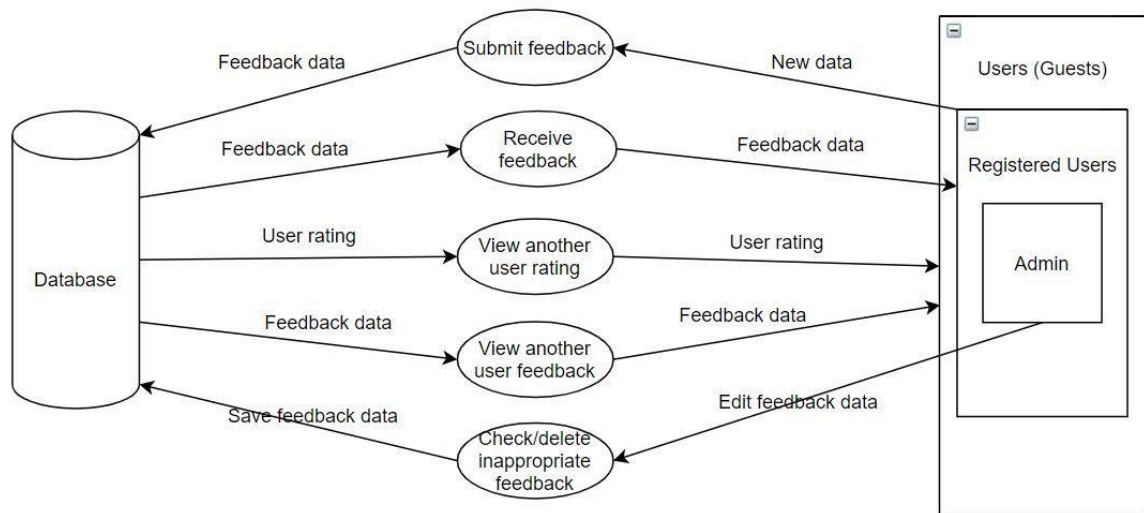 Submit feedback
Feedback data
New data
Users (Guests)
Receive
feedback
Feedback data
Feedback data
Registered Users
User rating
View another
user rating
User rating
Admin
Database
Feedback data
View another
user feedback
Feedback data
Save feedback data
Check/delete
inappropriate
feedback
Edit feedback data